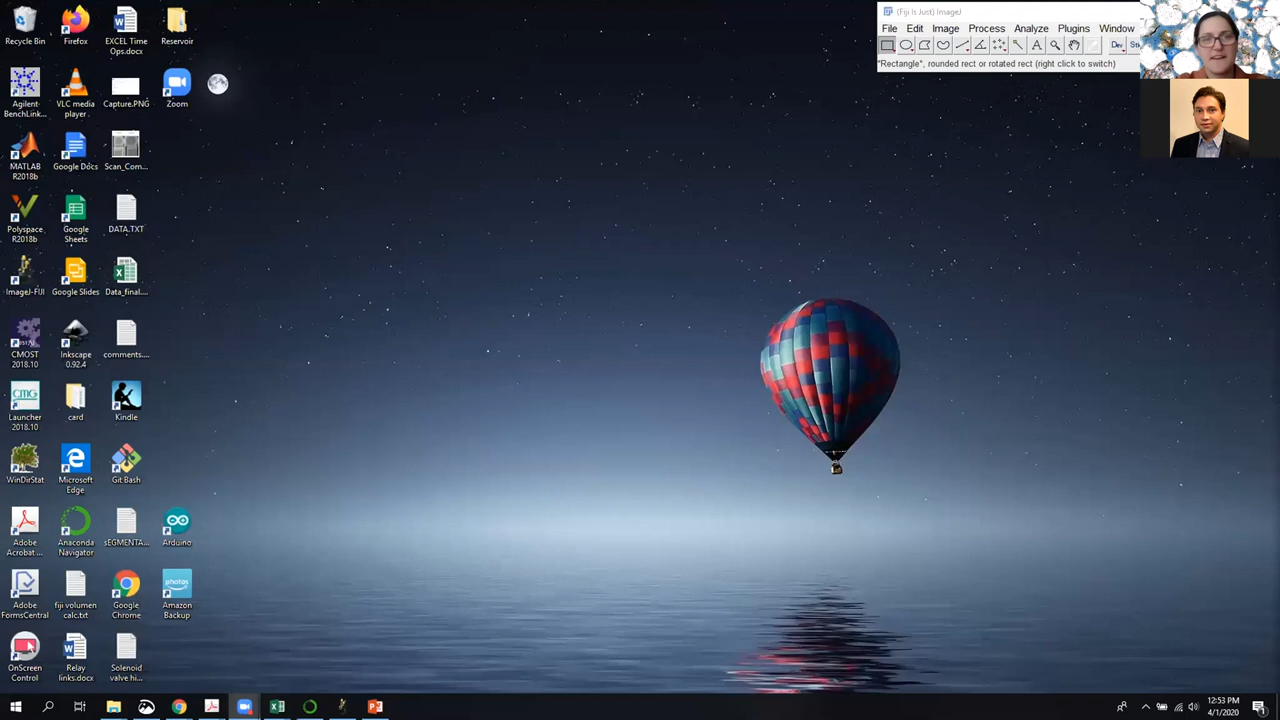 (Fiji Is Just) ImageJ
File Edit Image Process Analyze Plugins Window
Dev Stk
"Rectangle", rounded rect or rotated rect (right click to switch)
Recycle Bin
Firefox
EXCEL Time
Ops.docx
Reservoir
Agilent
BenchLink...
VLC media
player
Capture.PNG
Zoom
MATLAB
R2018b
Google Docs
Scan_Com...
Polyspace
R2018b
Google
Sheets
DATA.TXT
ImageJ-FIJI
Google Slides
Data_final....
CMOST
2018.10
Inkscape
0.92.4
comments....
CMG
Launcher
2018.10
card
Kindle
WinDirStat
Microsoft
Edge
Git Bash
Adobe
Acrobat ...
Anaconda
Navigator
sEGMENTA...
Arduino
Adobe
FormsCentral
fiji volumen
calc.txt
Google
Chrome
photos
Amazon
Backup
OnScreen
Control
Relay
links.docx
Solenoid
valve hi...
12:53 PM
4/1/2020